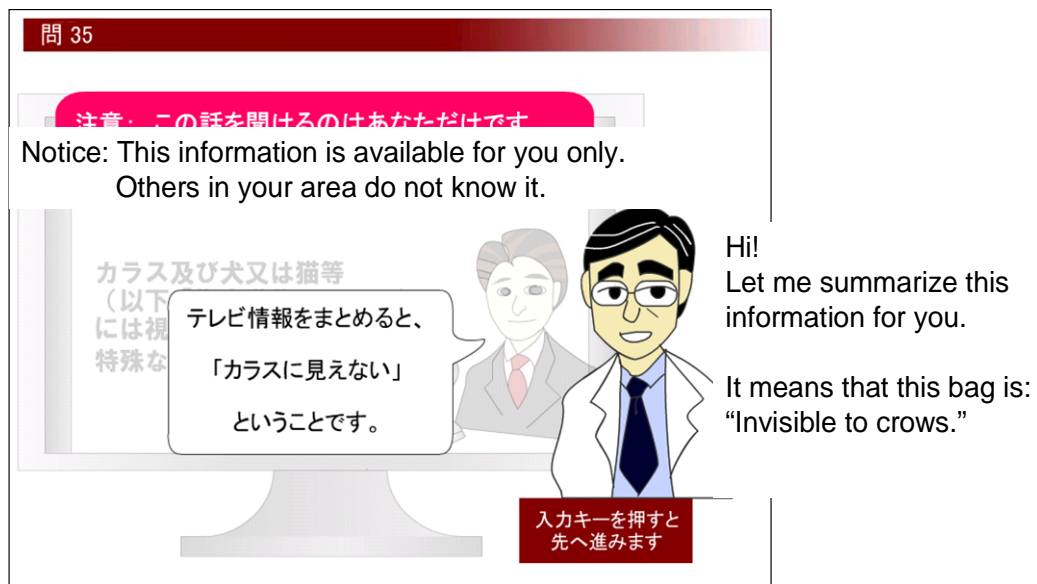 問 35
注意: この話を聞けるのはあなただけです
Notice: This information is available for you only.
Others in your area do not know it.
カラス及び犬又は猫等
(以下
には視
特殊な
テレビ情報をまとめると、
「カラスに見えない」
ということです。
Hi!
Let me summarize this
information for you.
It means that this bag is:
“Invisible to crows.”
入力キーを押すと
先へ進みます